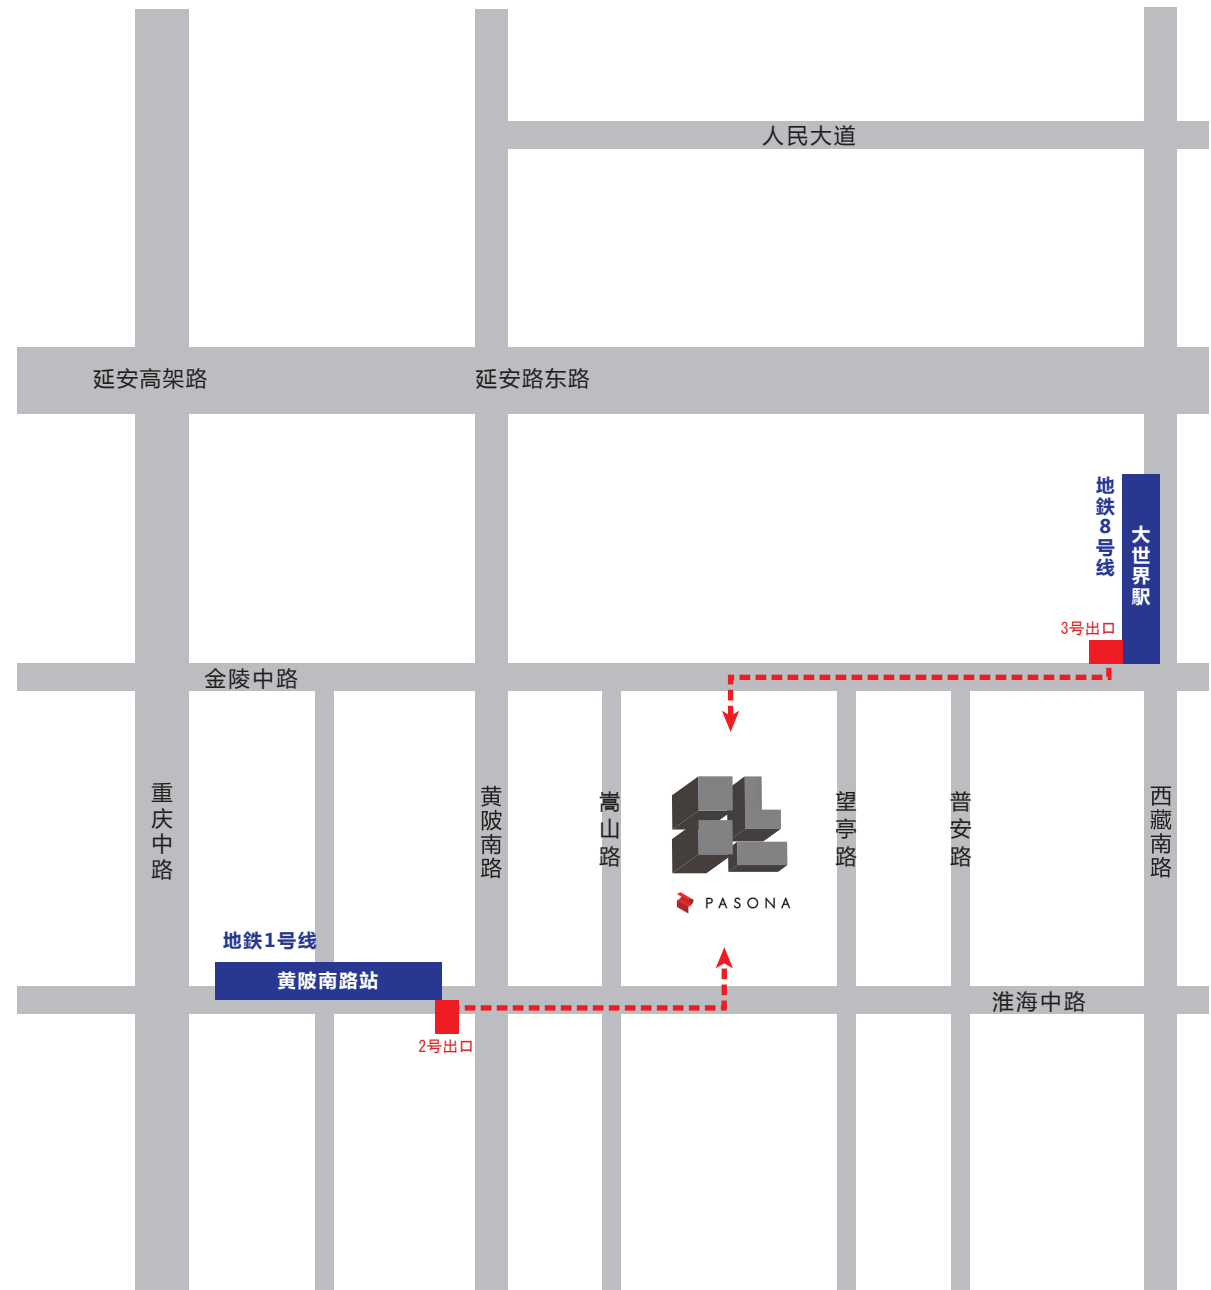 人民大道
延安高架路
延安路东路
地鉄8号线
大世界駅
3号出口
金陵中路
重庆中路
黄陂南路
嵩山路
望亭路
普安路
西藏南路
PASONA
地鉄1号线
黄陂南路站
淮海中路
2号出口